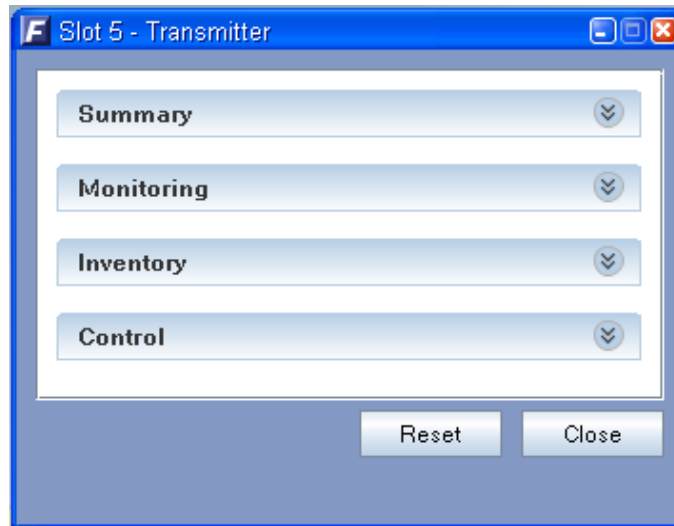 F Slot 5 - Transmitter
Summary
Monitoring
Inventory
Control
Reset Close